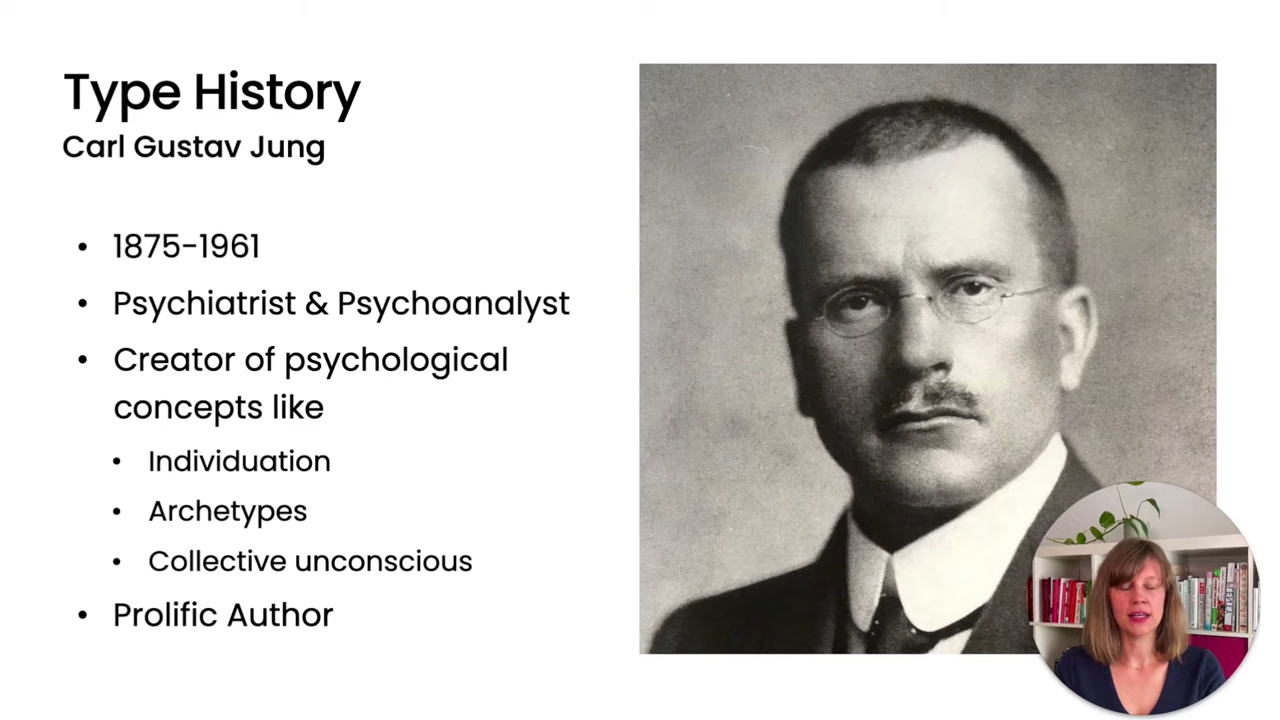 Type History
Carl Gustav Jung
• 1875-1961
• Psychiatrist & Psychoanalyst
• Creator of psychological
concepts like
• Individuation
• Archetypes
• Collective unconscious
• Prolific Author